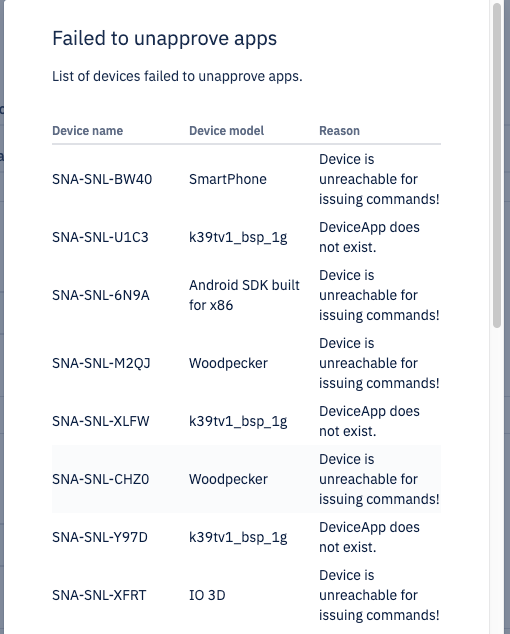 Failed to unapprove apps
List of devices failed to unapprove apps.
Device name Device model Reason
SNA-SNL-BW40 SmartPhone Device is
unreachable for
issuing commands!
SNA-SNL-U1C3 k39tv1_bsp_1g DeviceApp does
not exist.
SNA-SNL-6N9A Android SDK built
for x86 Device is
unreachable for
issuing commands!
SNA-SNL-M2QJ Woodpecker Device is
unreachable for
issuing commands!
SNA-SNL-XLFW k39tv1_bsp_1g DeviceApp does
not exist.
SNA-SNL-CHZ0 Woodpecker Device is
unreachable for
issuing commands!
SNA-SNL-Y97D k39tv1_bsp_1g DeviceApp does
not exist.
SNA-SNL-XFRT IO 3D Device is
unreachable for
issuing commands!